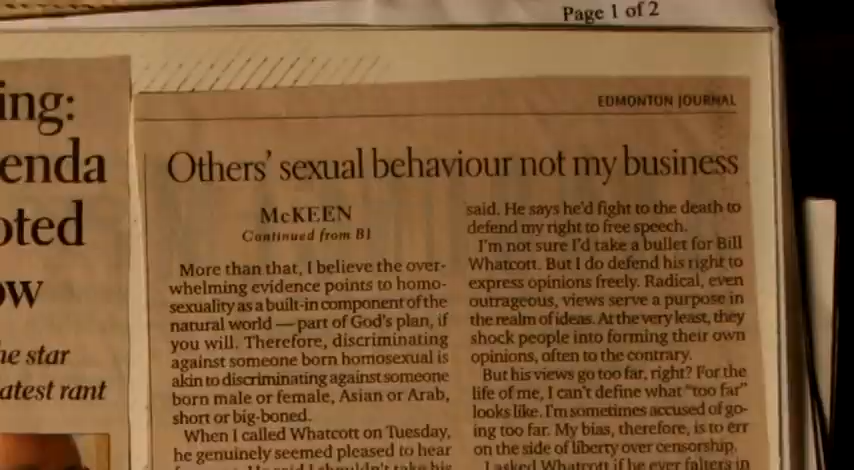 Page 1 of 2
ing:
enda
oted
ow
he star
atest rant
EDMONTON JOURNAL
Others' sexual behaviour not my business
McKEEN
Continued from B1
More than that, I believe the over-
whelming evidence points to homo-
sexuality as a built-in component of the
natural world — part of God's plan, if
you will. Therefore, discriminating
against someone born homosexual is
akin to discriminating against someone
born male or female, Asian or Arab,
short or big-boned.
When I called Whatcott on Tuesday,
he genuinely seemed pleased to hear
said. He says he'd fight to the death to
defend my right to free speech.
I'm not sure I'd take a bullet for Bill
Whatcott. But I do defend his right to
express opinions freely. Radical, even
outrageous, views serve a purpose in
the realm of ideas. At the very least, they
shock people into forming their own
opinions, often to the contrary.
But his views go too far, right? For the
life of me, I can't define what "too far"
looks like. I'm sometimes accused of go-
ing too far. My bias, therefore, is to err
on the side of liberty over censorship.
I asked Whatcott if he ever falters in